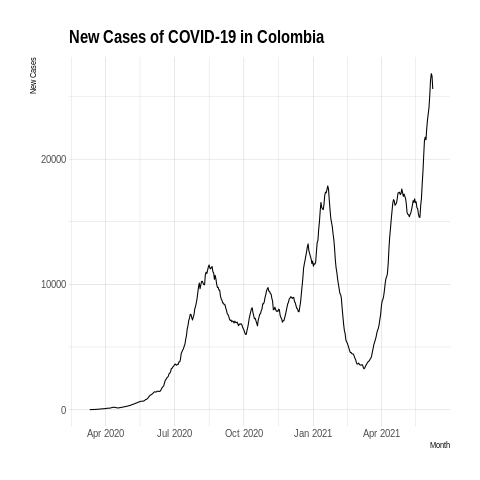 New Cases of COVID-19 in Colombia
New Cases
20000
10000
0
Apr 2020 Jul 2020 Oct 2020 Jan 2021 Apr 2021
Month